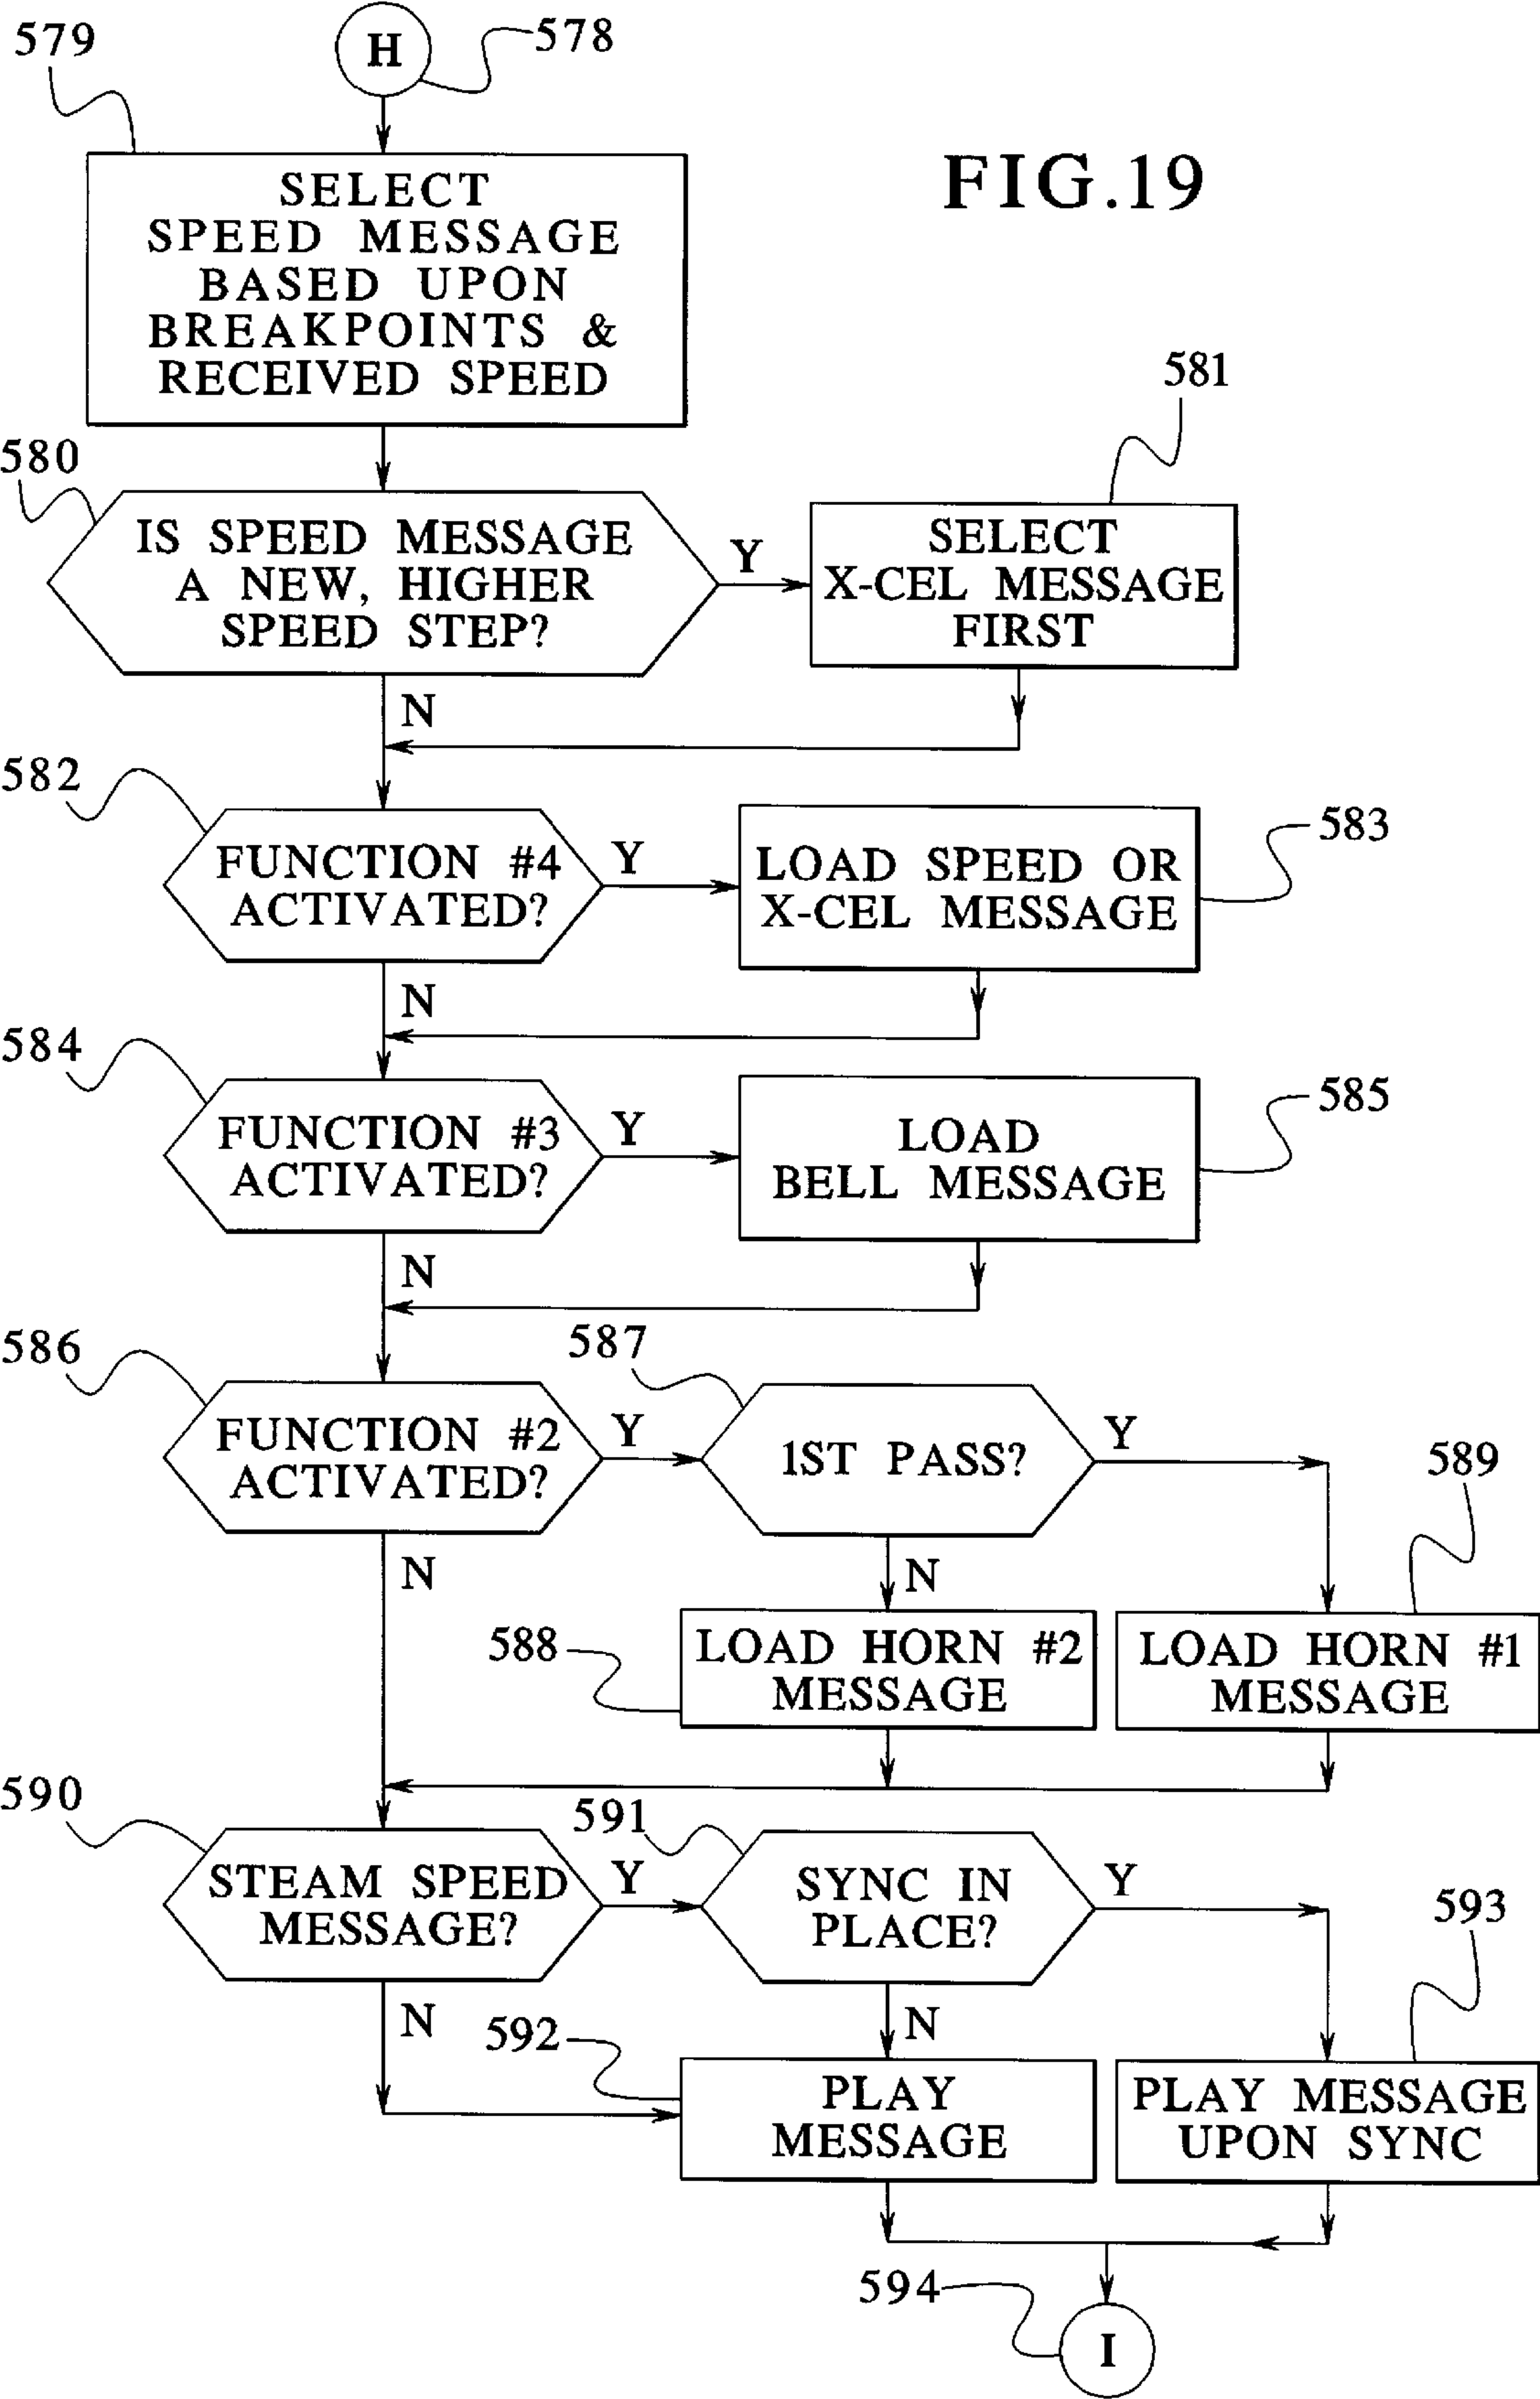 579
H
578
FIG.19
SELECT
SPEED MESSAGE
BASED UPON
BREAKPOINTS &
RECEIVED SPEED
581
580
IS SPEED MESSAGE
A NEW, HIGHER
SPEED STEP?
Y
SELECT
X-CEL MESSAGE
FIRST
N
582
FUNCTION #4
ACTIVATED?
Y
LOAD SPEED OR
X-CEL MESSAGE
583
N
584
FUNCTION #3
ACTIVATED?
Y
LOAD
BELL MESSAGE
585
N
586
587
FUNCTION #2
ACTIVATED?
Y
1ST PASS?
Y
589
N
N
588
LOAD HORN #2
MESSAGE
LOAD HORN #1
MESSAGE
590
591
STEAM SPEED
MESSAGE?
Y
SYNC IN
PLACE?
Y
593
N
N
592
PLAY
MESSAGE
PLAY MESSAGE
UPON SYNC
594
I